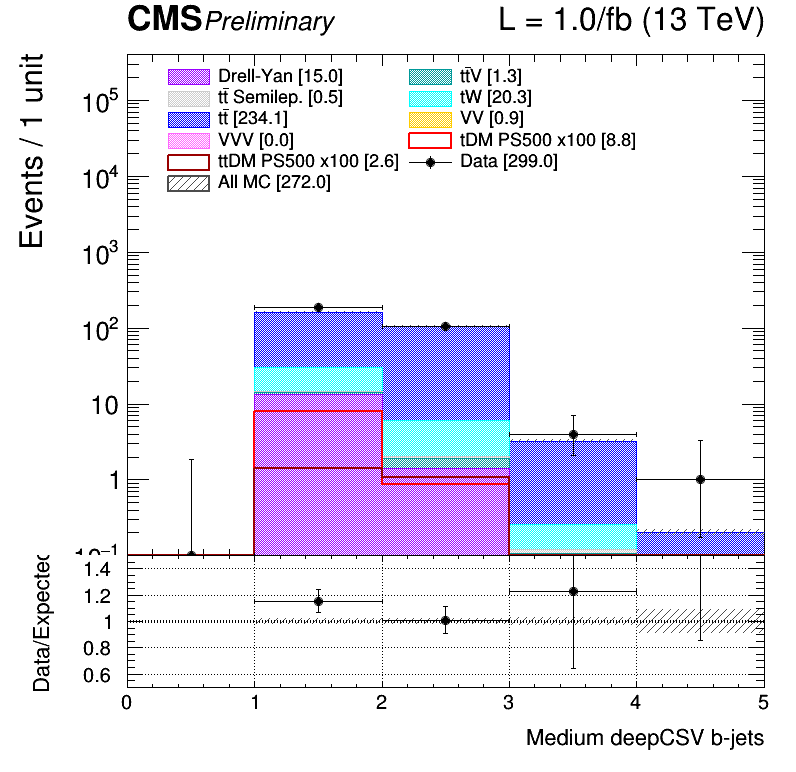 CMS Preliminary L = 1.0/fb (13 TeV)
Events / 1 unit
Drell-Yan [15.0] tt̄V [1.3]
tt̄ Semilep. [0.5] tW [20.3]
tt̄ [234.1] VV [0.9]
VVV [0.0] tDM PS500 x100 [8.8]
ttDM PS500 x100 [2.6] Data [299.0]
All MC [272.0]
10⁵
10⁴
10³
10²
10
1
10⁻¹
Data/Expected
1.4
1.2
1
0.8
0.6
0 1 2 3 4 5
Medium deepCSV b-jets